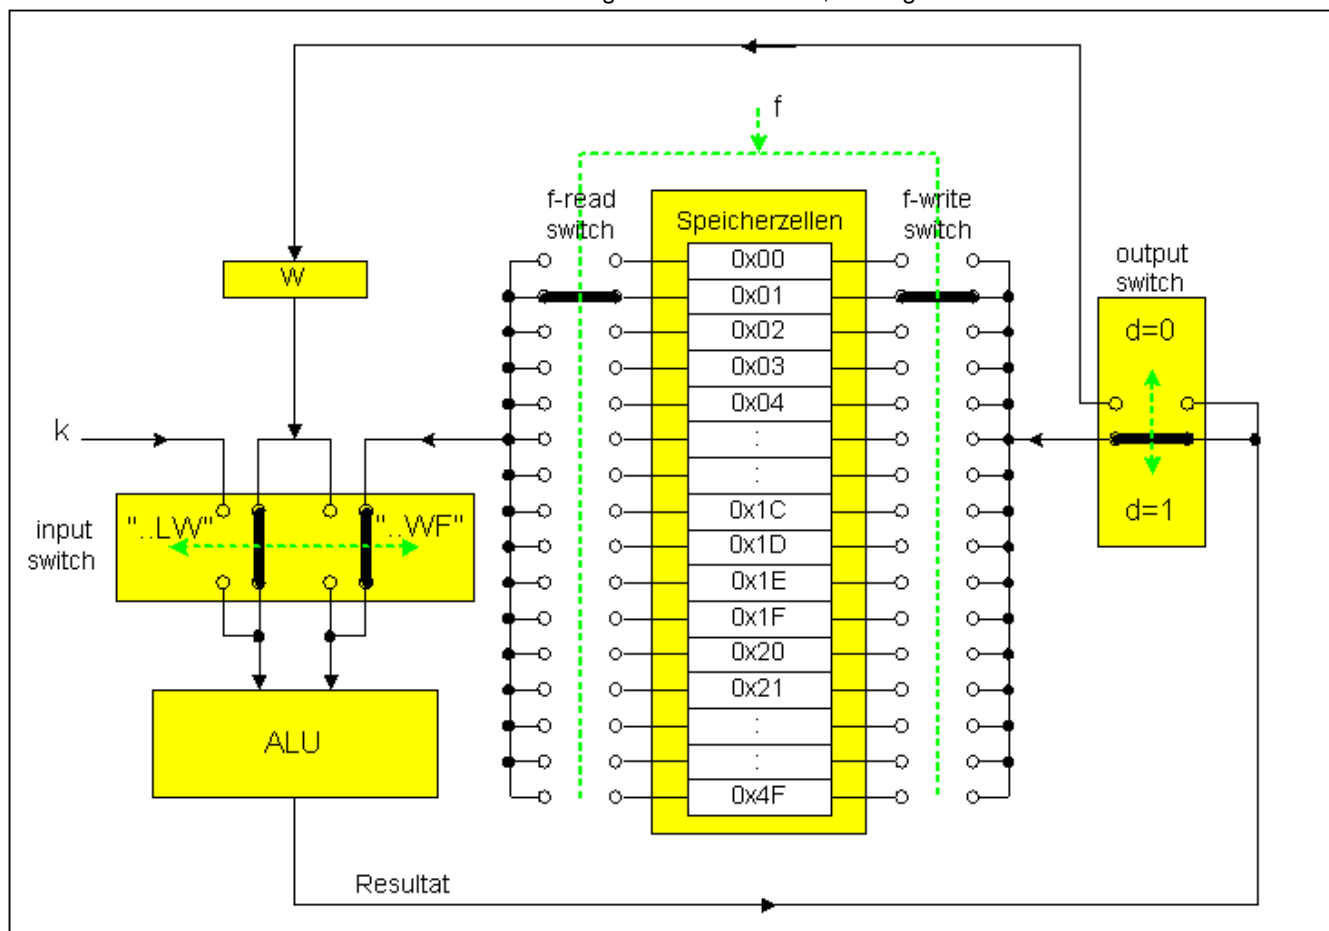 f
f-read
switch
Speicherzellen
f-write
switch
output
switch
W
0x00
0x01
0x02
0x03
0x04
:
:
0x1C
0x1D
0x1E
0x1F
0x20
0x21
:
:
0x4F
d=0
d=1
k
input
switch
"..LW"
"..WF"
ALU
Resultat